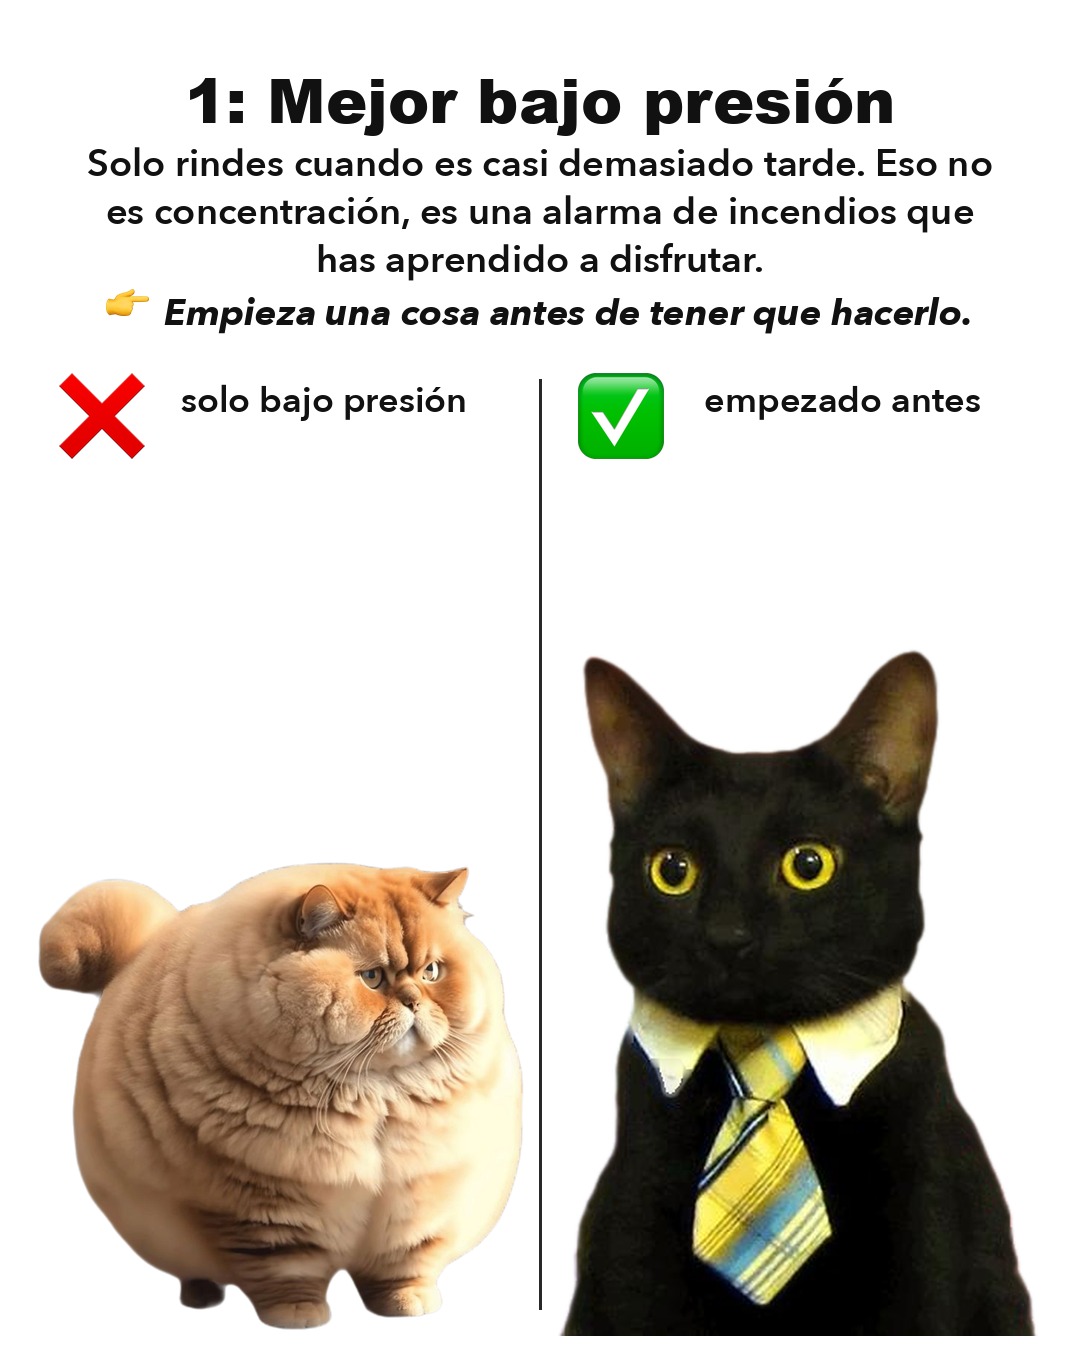 1: Mejor bajo presión
Solo rindes cuando es casi demasiado tarde. Eso no
es concentración, es una alarma de incendios que
has aprendido a disfrutar.
👉 Empieza una cosa antes de tener que hacerlo.
❌ solo bajo presión
✅ empezado antes